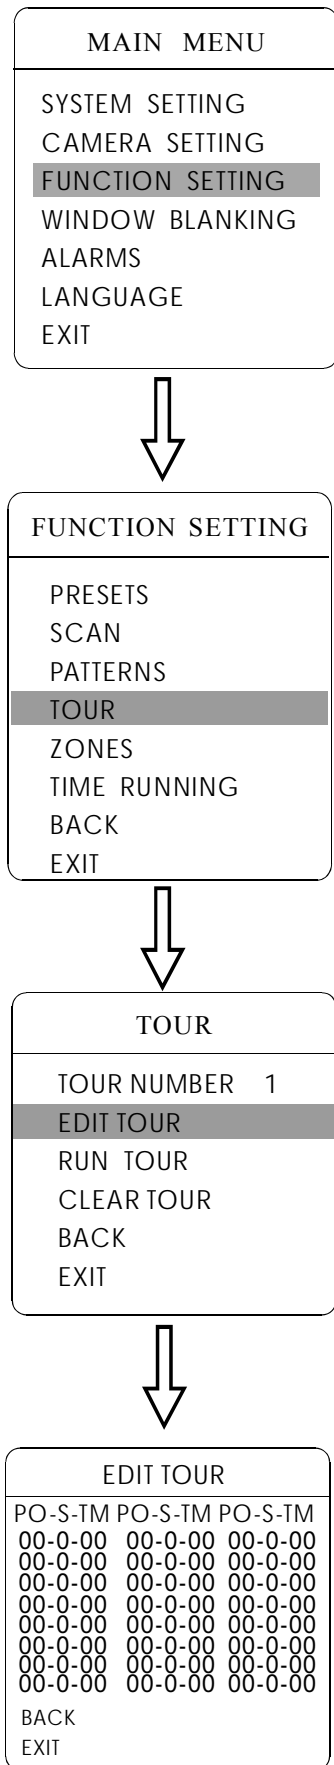 MAIN MENU
SYSTEM SETTING
CAMERA SETTING
FUNCTION SETTING
WINDOW BLANKING
ALARMS
LANGUAGE
EXIT
FUNCTION SETTING
PRESETS
SCAN
PATTERNS
TOUR
ZONES
TIME RUNNING
BACK
EXIT
TOUR
TOUR NUMBER 1
EDIT TOUR
RUN TOUR
CLEAR TOUR
BACK
EXIT
EDIT TOUR
PO-S-TM PO-S-TM PO-S-TM
00-0-00 00-0-00 00-0-00
00-0-00 00-0-00 00-0-00
00-0-00 00-0-00 00-0-00
00-0-00 00-0-00 00-0-00
00-0-00 00-0-00 00-0-00
00-0-00 00-0-00 00-0-00
00-0-00 00-0-00 00-0-00
00-0-00 00-0-00 00-0-00
BACK
EXIT